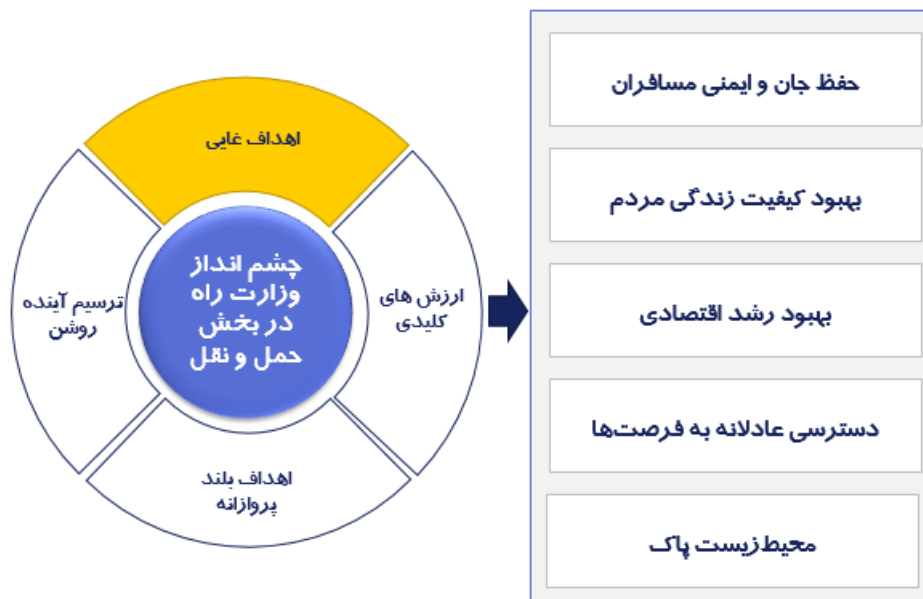 اهداف غایی
ارزش های
کلیدی
اهداف بلند
پروازانه
ترسیم آینده
روشن
چشم انداز
وزارت راه
در بخش
حمل و نقل
حفظ جان و ایمنی مسافران
بهبود کیفیت زندگی مردم
بهبود رشد اقتصادی
دسترسی عادلانه به فرصت‌ها
محیط‌زیست پاک